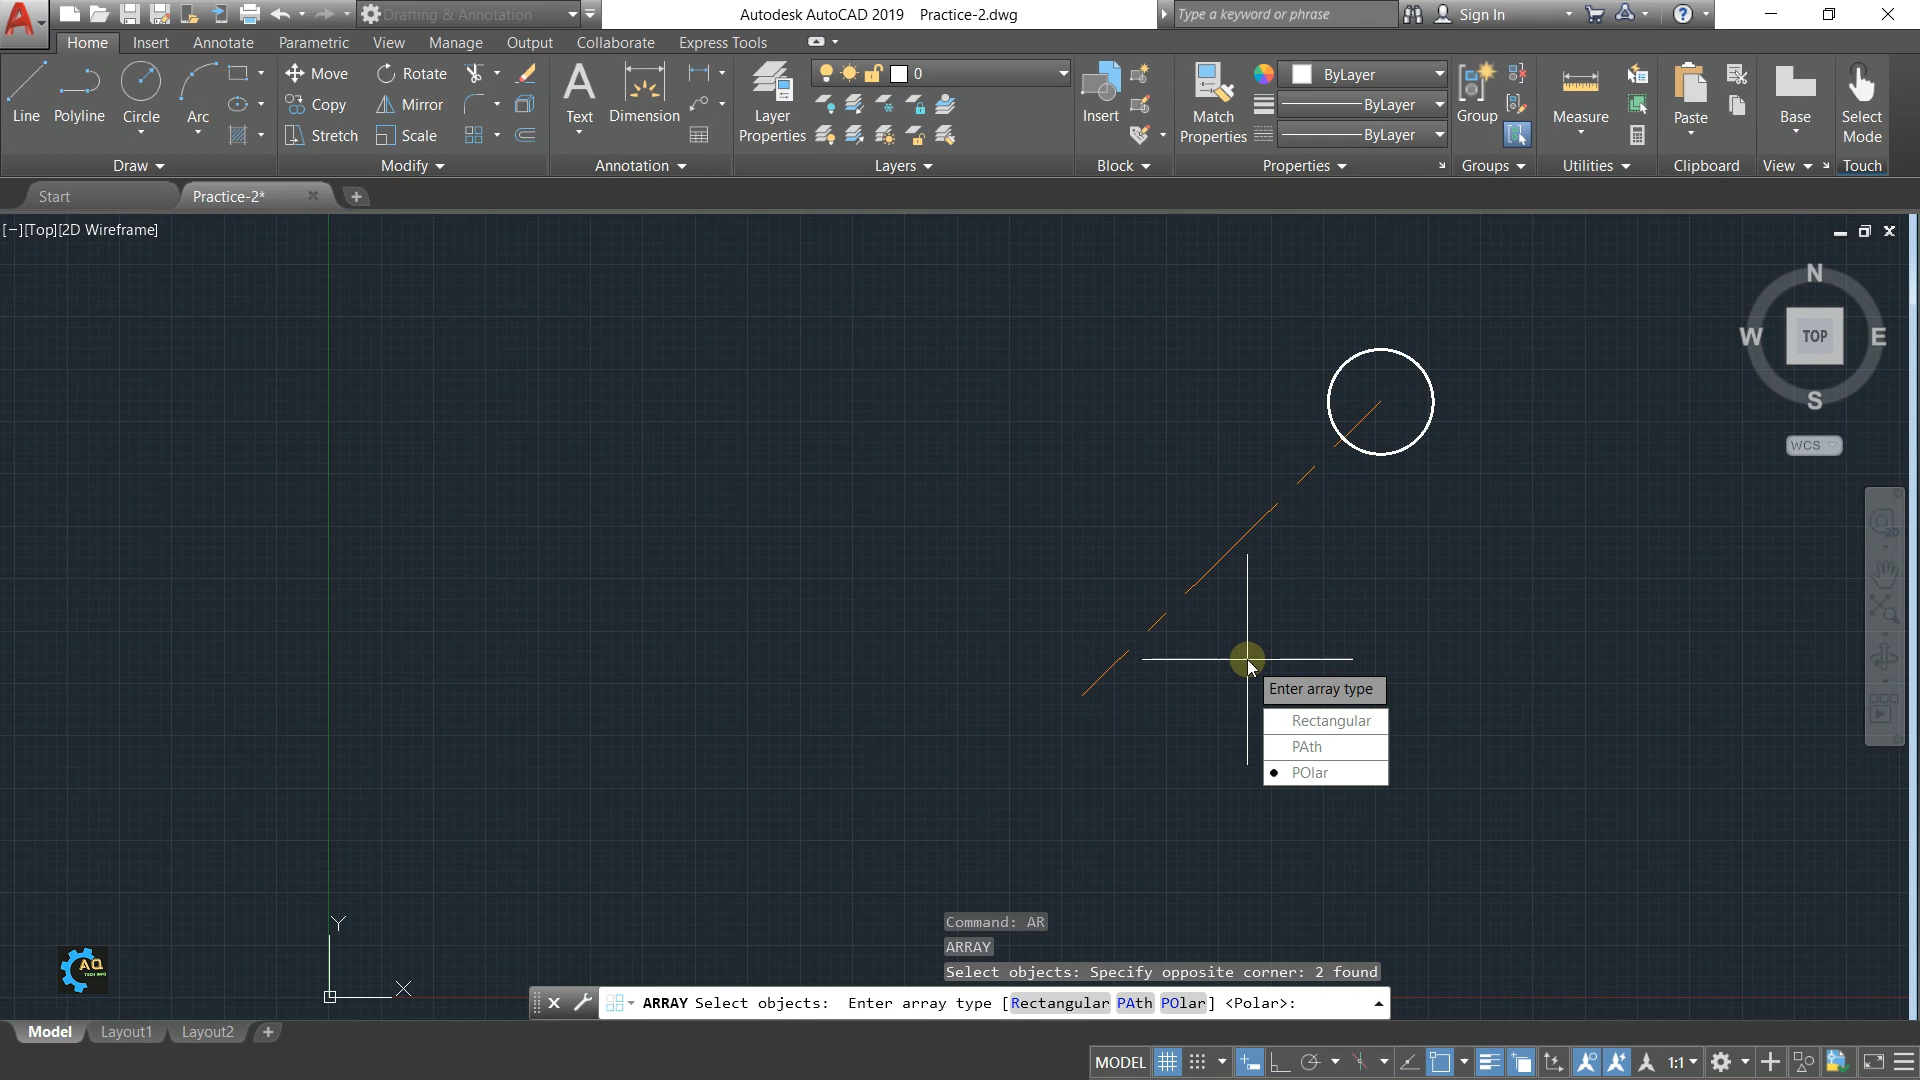 Drafting & Annotation
Autodesk AutoCAD 2019 Practice-2.dwg
Type a keyword or phrase
Sign In
Home Insert Annotate Parametric View Manage Output Collaborate Express Tools
Line Polyline Circle Arc
Move Rotate
Copy Mirror
Stretch Scale
Text Dimension
Layer Properties
0
Insert
Match Properties
ByLayer
ByLayer
ByLayer
Group
Measure
Paste
Base
Select Mode
Draw Modify Annotation Layers Block Properties Groups Utilities Clipboard View Touch
Start Practice-2*
[−][Top][2D Wireframe]
N
W TOP E
S
WCS
2D
Enter array type
Rectangular
PAth
POlar
Y
X
AQ
TECH INFO
Command: AR
ARRAY
Select objects: Specify opposite corner: 2 found
ARRAY Select objects: Enter array type [Rectangular PAth POlar] <Polar>:
Model Layout1 Layout2
MODEL 1:1